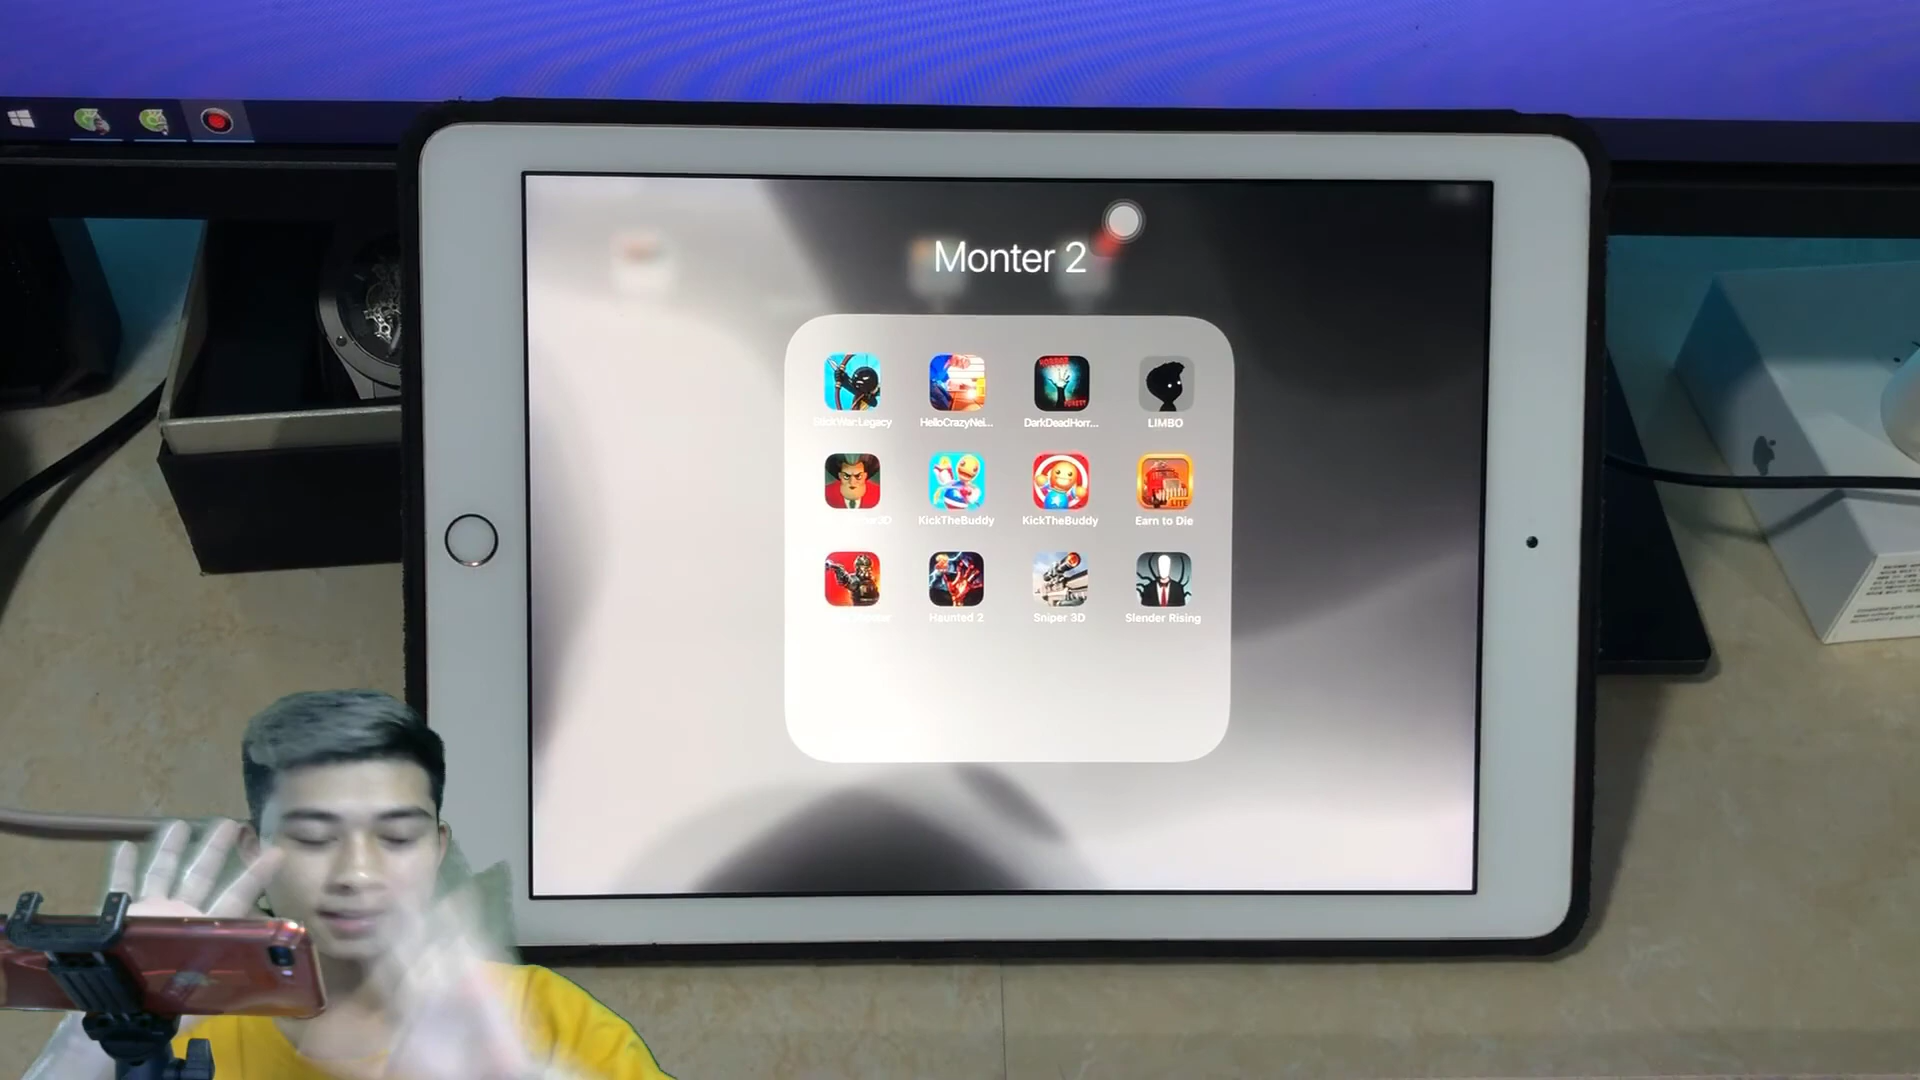 Monter 2
HelloCrazyNei... DarkDeadHorr... LIMBO
KickTheBuddy KickTheBuddy Earn to Die
Haunted 2 Sniper 3D Slender Rising